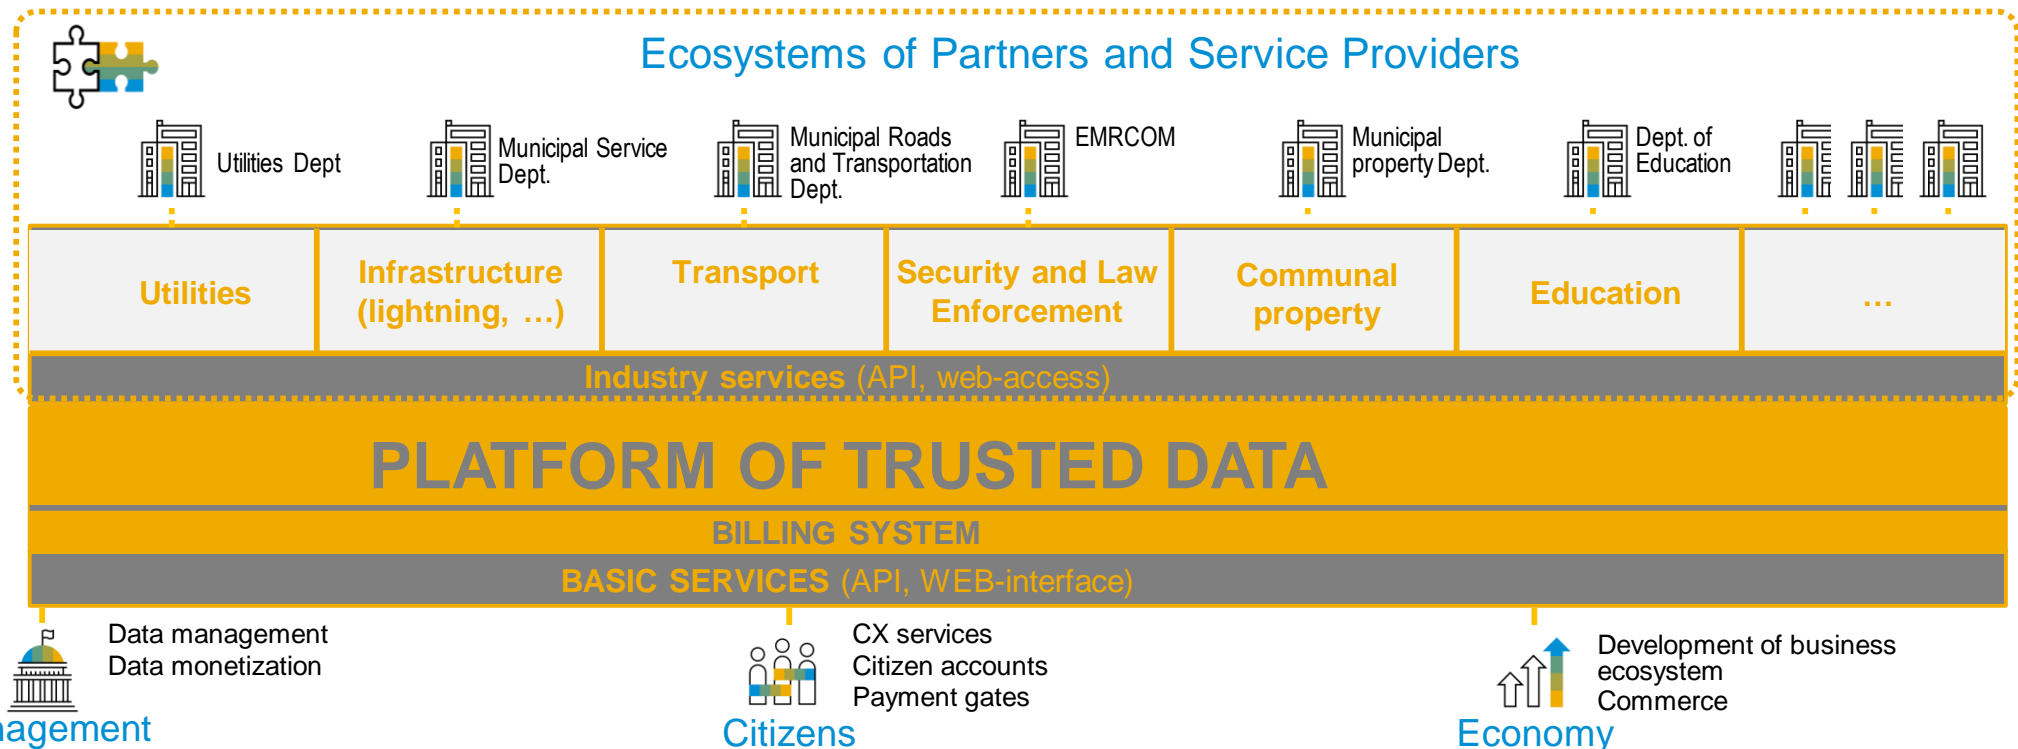 Ecosystems of Partners and Service Providers
Utilities Dept
Municipal Service
Dept.
Municipal Roads
and Transportation
Dept.
EMRCOM
Municipal
property Dept.
Dept. of
Education
Utilities
Infrastructure
(lightning, …)
Transport
Security and Law
Enforcement
Communal
property
Education
…
Industry services (API, web-access)
PLATFORM OF TRUSTED DATA
BILLING SYSTEM
BASIC SERVICES (API, WEB-interface)
Data management
Data monetization
nagement
CX services
Citizen accounts
Payment gates
Citizens
Development of business
ecosystem
Commerce
Economy